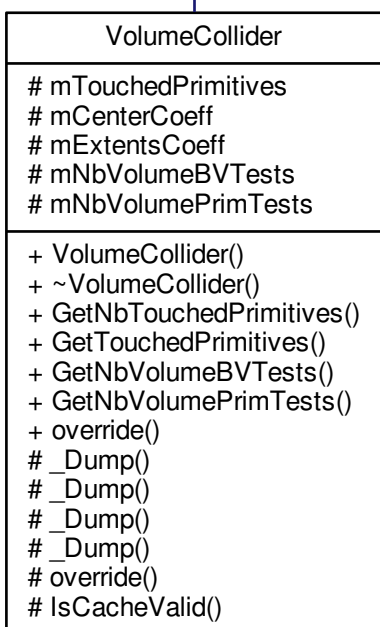 VolumeCollider
# mTouchedPrimitives
# mCenterCoeff
# mExtentsCoeff
# mNbVolumeBVTests
# mNbVolumePrimTests
+ VolumeCollider()
+ ~VolumeCollider()
+ GetNbTouchedPrimitives()
+ GetTouchedPrimitives()
+ GetNbVolumeBVTests()
+ GetNbVolumePrimTests()
+ override()
# _Dump()
# _Dump()
# _Dump()
# _Dump()
# override()
# IsCacheValid()